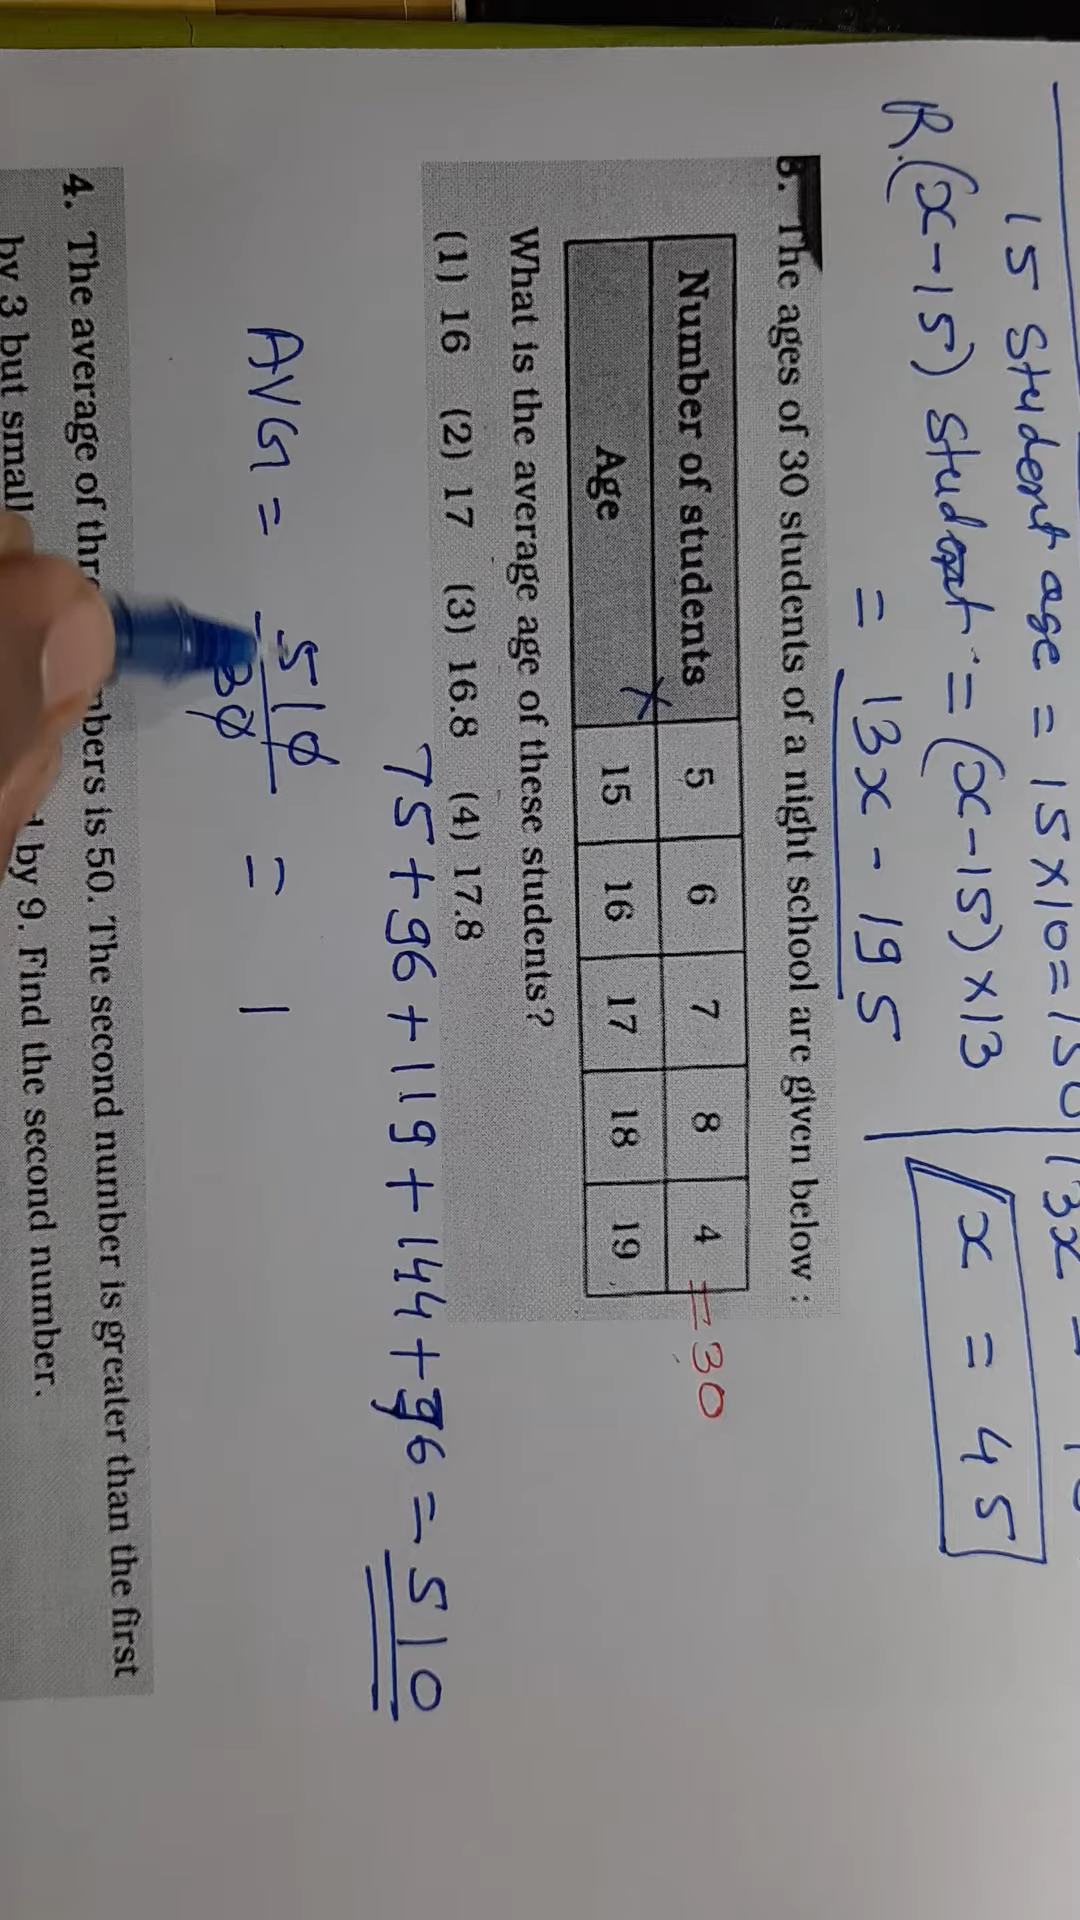 15 student age = 15×10=150
13x =
R.(x-15) student = (x-15)×13
= 13x - 195
x = 45
3. The ages of 30 students of a night school are given below :
Number of students 5 6 7 8 4 =30
Age 15 16 17 18 19
×
What is the average age of these students?
(1) 16 (2) 17 (3) 16.8 (4) 17.8
75+96+119+144+76=510
AVG = 510/30 = 1
4. The average of three numbers is 50. The second number is greater than the first
by 3 but small by 9. Find the second number.